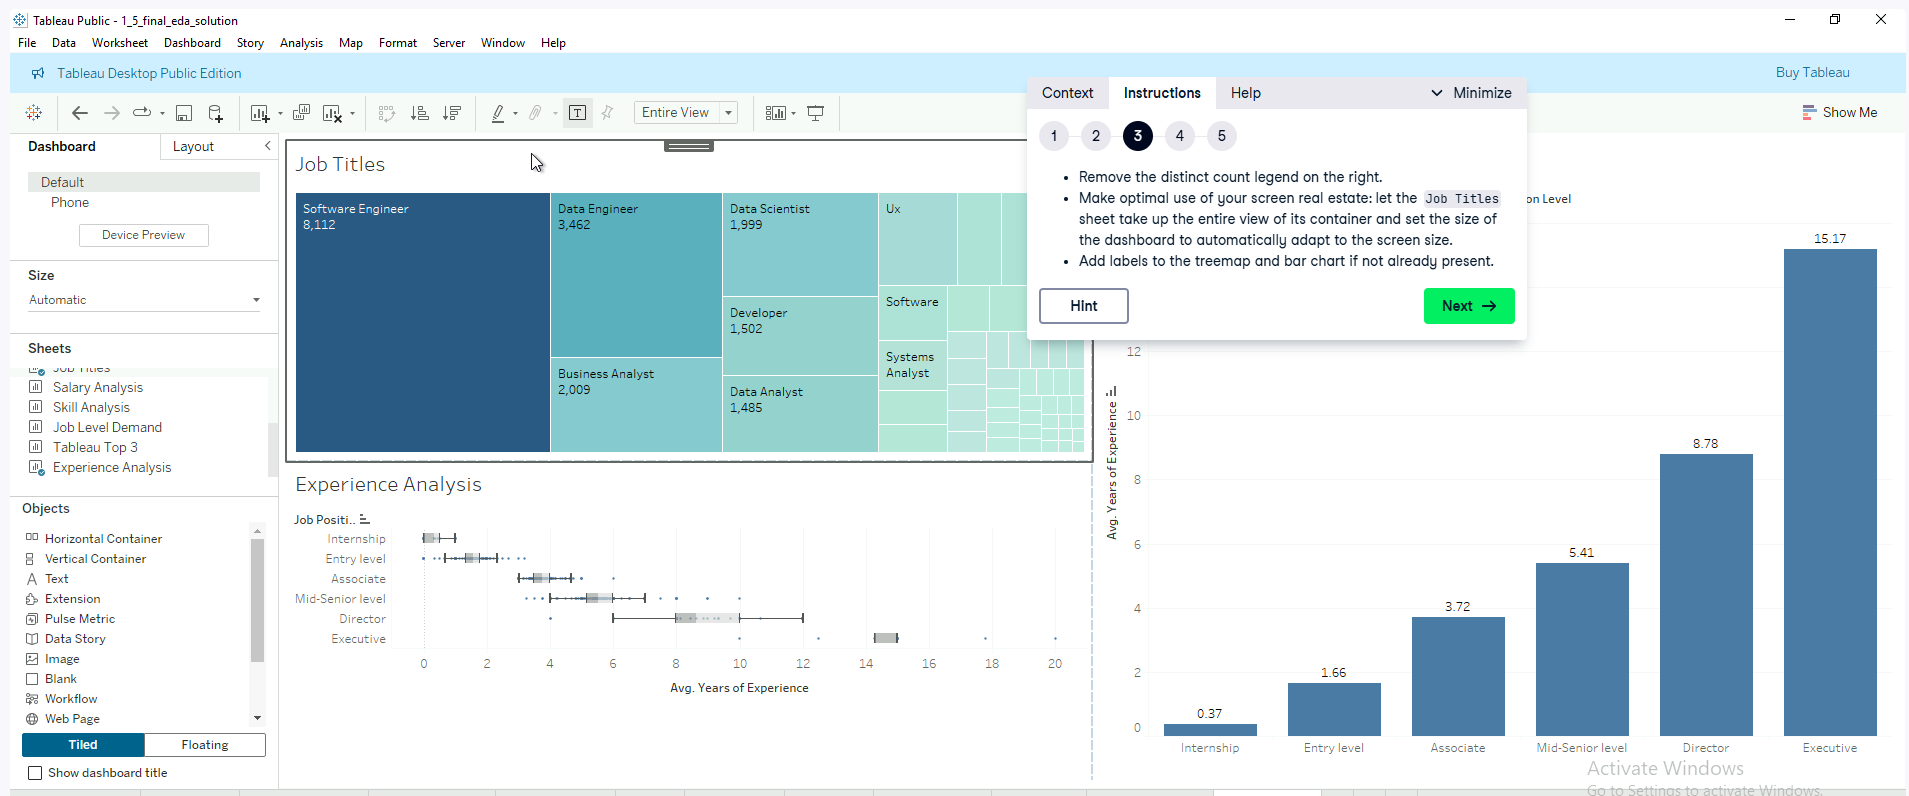 Tableau Public - 1_5_final_eda_solution
File Data Worksheet Dashboard Story Analysis Map Format Server Window Help
Tableau Desktop Public Edition
Buy Tableau
Entire View
Show Me
Context Instructions Help Minimize
1 2 3 4 5
Remove the distinct count legend on the right.
Make optimal use of your screen real estate: let the Job Titles
sheet take up the entire view of its container and set the size of
the dashboard to automatically adapt to the screen size.
Add labels to the treemap and bar chart if not already present.
Hint
Next
Dashboard Layout
Default
Phone
Device Preview
Size
Automatic
Sheets
Job Titles
Salary Analysis
Skill Analysis
Job Level Demand
Tableau Top 3
Experience Analysis
Objects
Horizontal Container
Vertical Container
Text
Extension
Pulse Metric
Data Story
Image
Blank
Workflow
Web Page
Tiled Floating
Show dashboard title
Job Titles
Software Engineer
8,112
Data Engineer
3,462
Business Analyst
2,009
Data Scientist
1,999
Developer
1,502
Data Analyst
1,485
Ux
Software
Systems
Analyst
Experience Analysis
Job Positi..
Internship
Entry level
Associate
Mid-Senior level
Director
Executive
0 2 4 6 8 10 12 14 16 18 20
Avg. Years of Experience
on Level
Avg. Years of Experience
12
10
8
6
4
2
0
0.37
1.66
3.72
5.41
8.78
15.17
Internship Entry level Associate Mid-Senior level Director Executive
Activate Windows
Go to Settings to activate Windows.